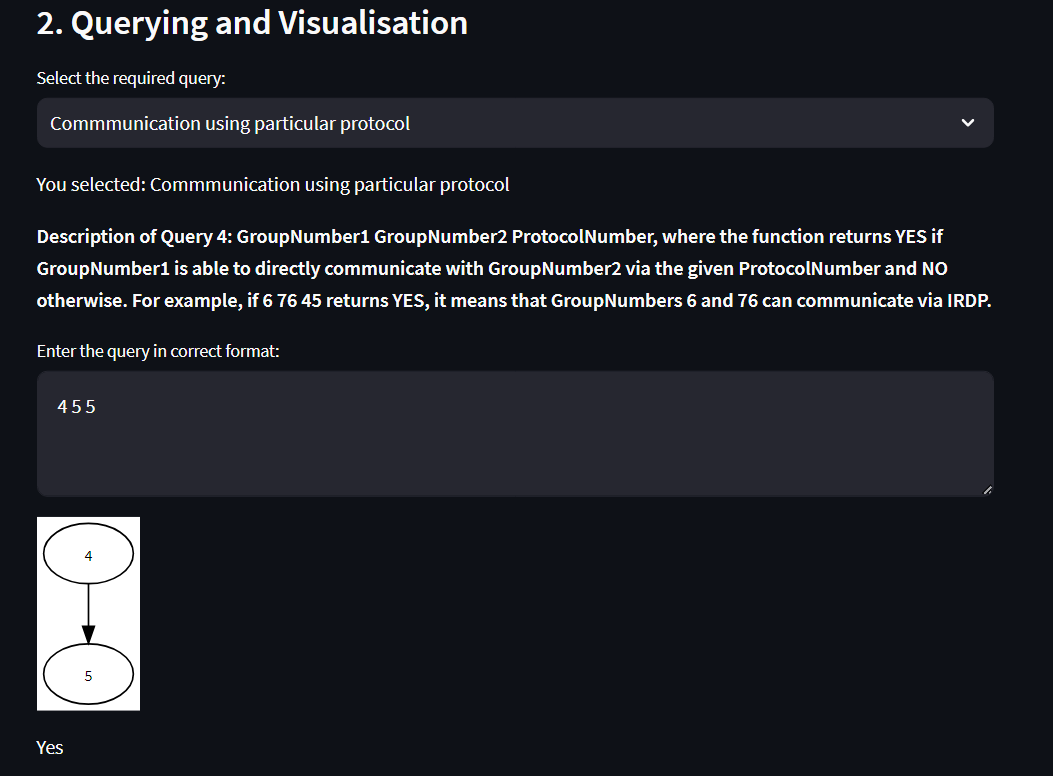 2. Querying and Visualisation
Select the required query:
Commmunication using particular protocol
You selected: Commmunication using particular protocol
Description of Query 4: GroupNumber1 GroupNumber2 ProtocolNumber, where the function returns YES if
GroupNumber1 is able to directly communicate with GroupNumber2 via the given ProtocolNumber and NO
otherwise. For example, if 6 76 45 returns YES, it means that GroupNumbers 6 and 76 can communicate via IRDP.
Enter the query in correct format:
4 5 5
4
5
Yes